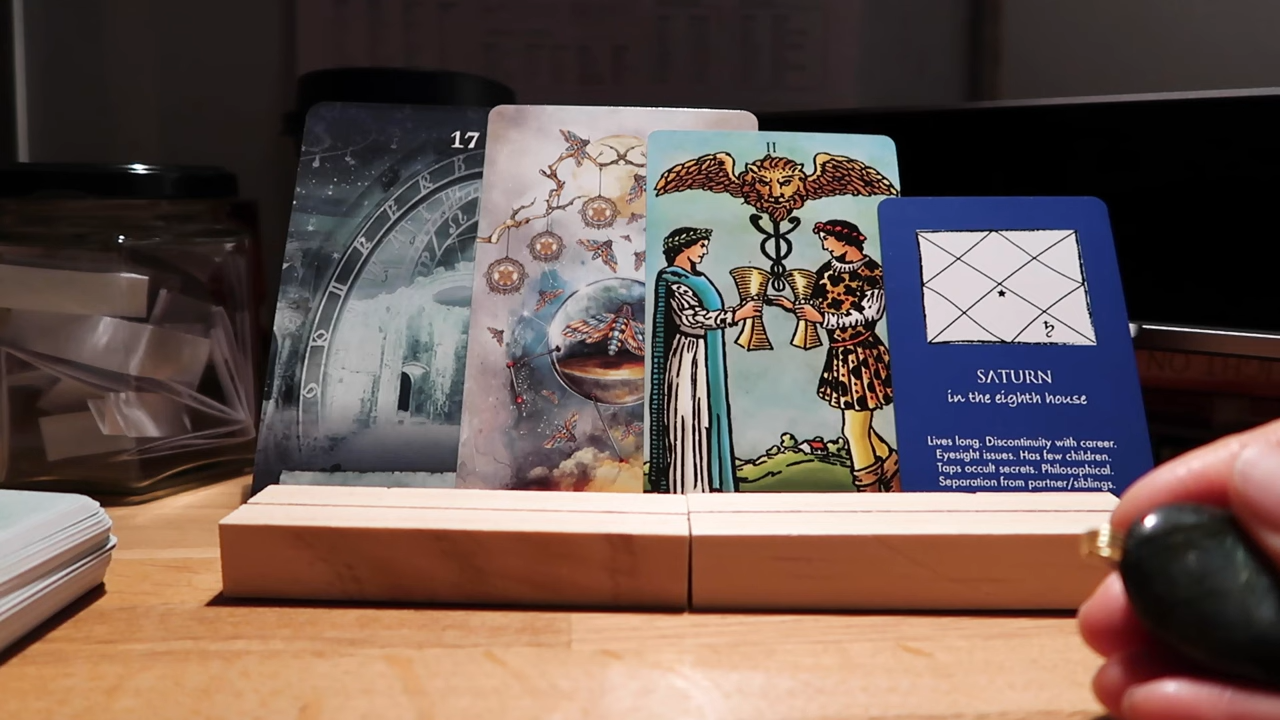 17
II
SATURN
in the eighth house
Lives long. Discontinuity with career.
Eyesight issues. Has few children.
Taps occult secrets. Philosophical.
Separation from partner/siblings.